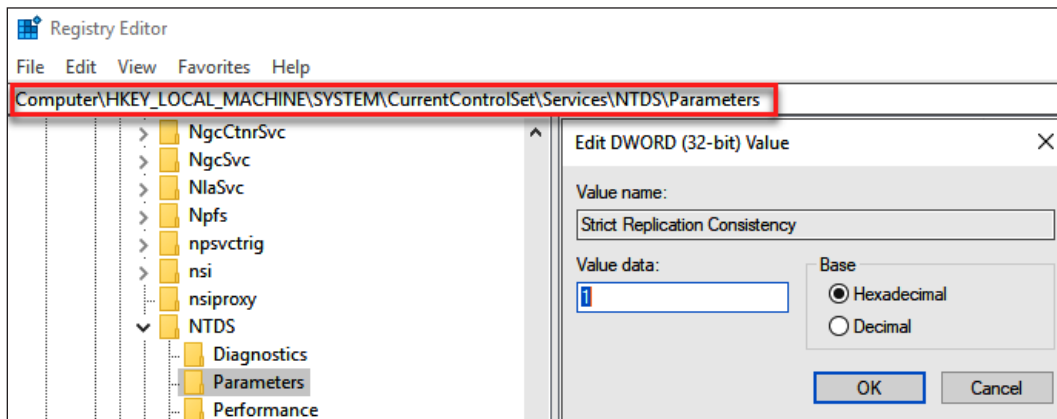 Registry Editor
File Edit View Favorites Help
Computer\HKEY_LOCAL_MACHINE\SYSTEM\CurrentControlSet\Services\NTDS\Parameters
NgcCtnrSvc
NgcSvc
NlaSvc
Npfs
npsvctrig
nsi
nsiproxy
NTDS
Diagnostics
Parameters
Performance
Edit DWORD (32-bit) Value
Value name:
Strict Replication Consistency
Value data:
1
Base
Hexadecimal
Decimal
OK Cancel